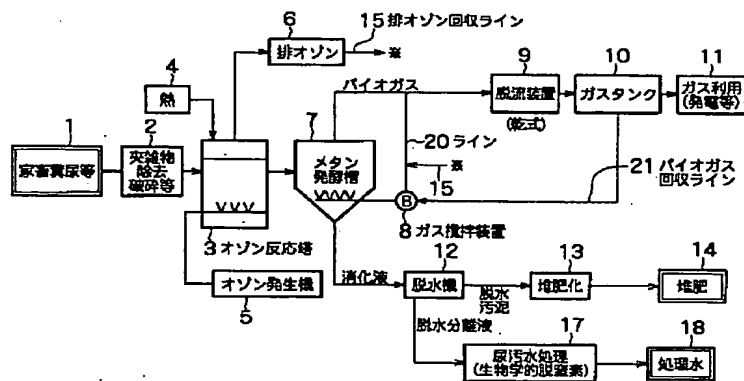 6
15 排オゾン回収ライン
排オゾン
※
4
熱
バイオガス
9
10
11
脱流装置
(乾式)
ガスタンク
ガス利用
(発電等)
1
家畜糞尿等
2
夾雑物
除去
破砕等
7
メタン
発酵槽
20 ライン
※
15
B
21 バイオガス
回収ライン
3 オゾン反応塔
8 ガス撹拌装置
オゾン発生機
5
消化液
12
脱水機
脱水
汚泥
13
堆肥化
14
堆肥
脱水分離液
17
尿汚水処理
(生物学的脱窒素)
18
処理水